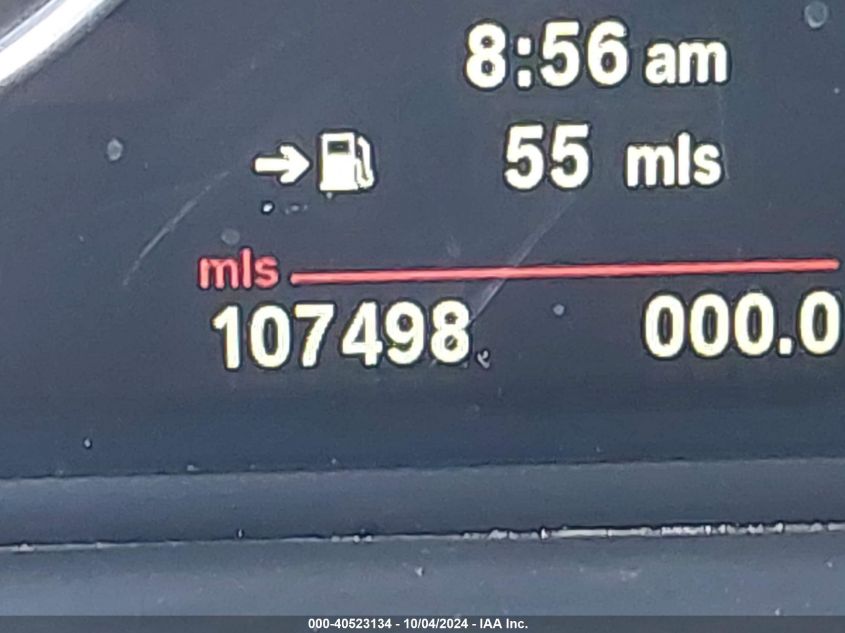 8:56 am
55 mls
mls
107498 000.0
000-40523134 - 10/04/2024 - IAA Inc.